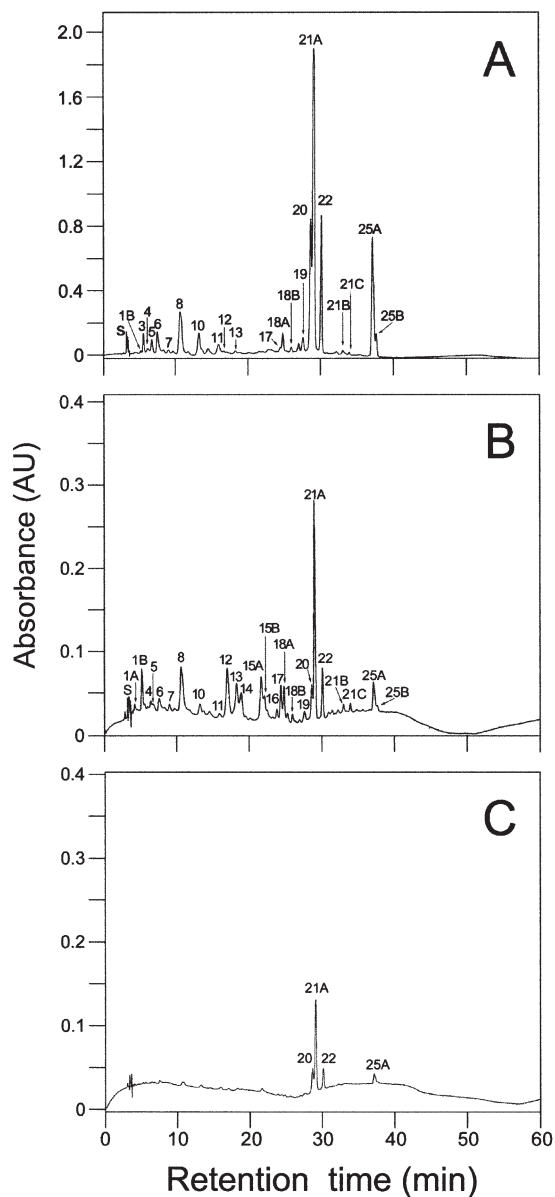 A
2.0
1.6
1.2
0.8
0.4
0
S
1B
3
4
5
6
7
8
10
11
12
13
17
18A
18B
19
20
21A
22
21B
21C
25A
25B
Absorbance (AU)
B
0.4
0.3
0.2
0.1
0
S
1A
1B
4
5
6
7
8
10
11
12
13
14
15A
15B
16
17
18A
18B
19
20
21A
22
21B
21C
25A
25B
C
0.4
0.3
0.2
0.1
0
20
21A
22
25A
0 10 20 30 40 50 60
Retention time (min)